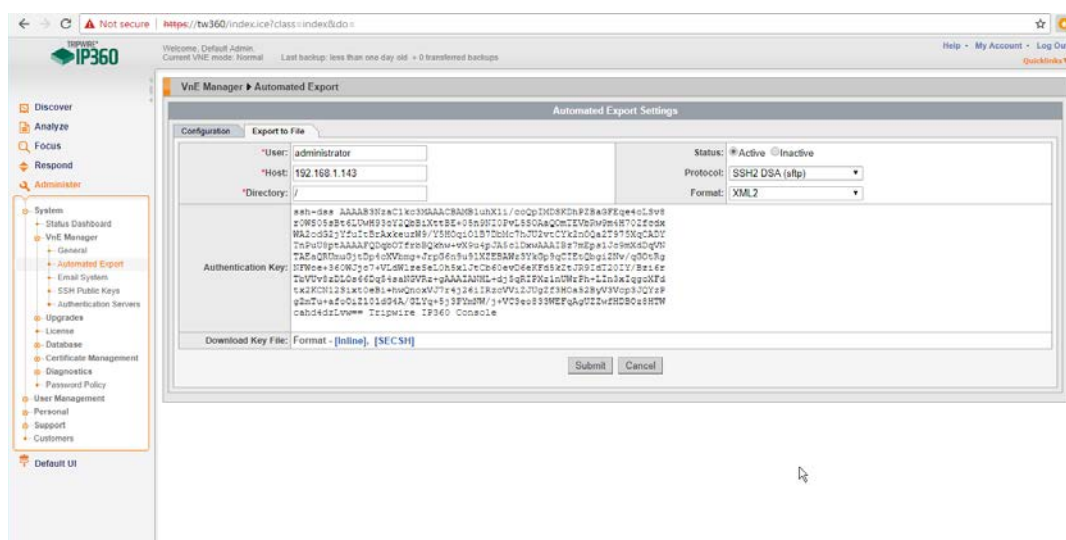 Not secure | https://tw360/index.ice?class=index&do=
TRIPWIRE
IP360
Welcome, Default Admin.
Current VNE mode: Normal Last backup: less than one day old + 0 transferred backups
Help - My Account - Log Out
Quicklinks
Discover
Analyze
Focus
Respond
Administer
System
Status Dashboard
VnE Manager
General
Automated Export
Email System
SSH Public Keys
Authentication Servers
Upgrades
License
Database
Certificate Management
Diagnostics
Password Policy
User Management
Personal
Support
Customers
Default UI
VnE Manager ▶ Automated Export
Automated Export Settings
Configuration Export to File
*User: administrator Status: Active Inactive
*Host: 192.168.1.143 Protocol: SSH2 DSA (sftp)
*Directory: / Format: XML2
Authentication Key:
ssh-dss
Tripwire IP360 Console
Download Key File: Format - [Inline], [SECSH]
Submit Cancel